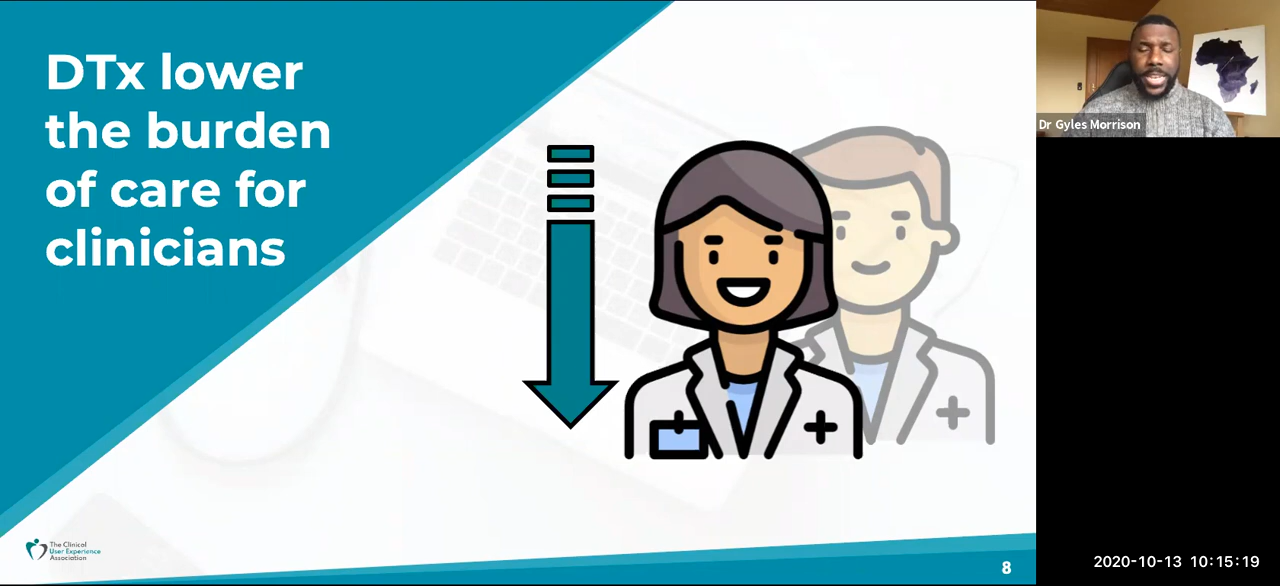 DTx lower
the burden
of care for
clinicians
Dr Gyles Morrison
The Clinical
User Experience
Association
8
2020-10-13 10:15:19